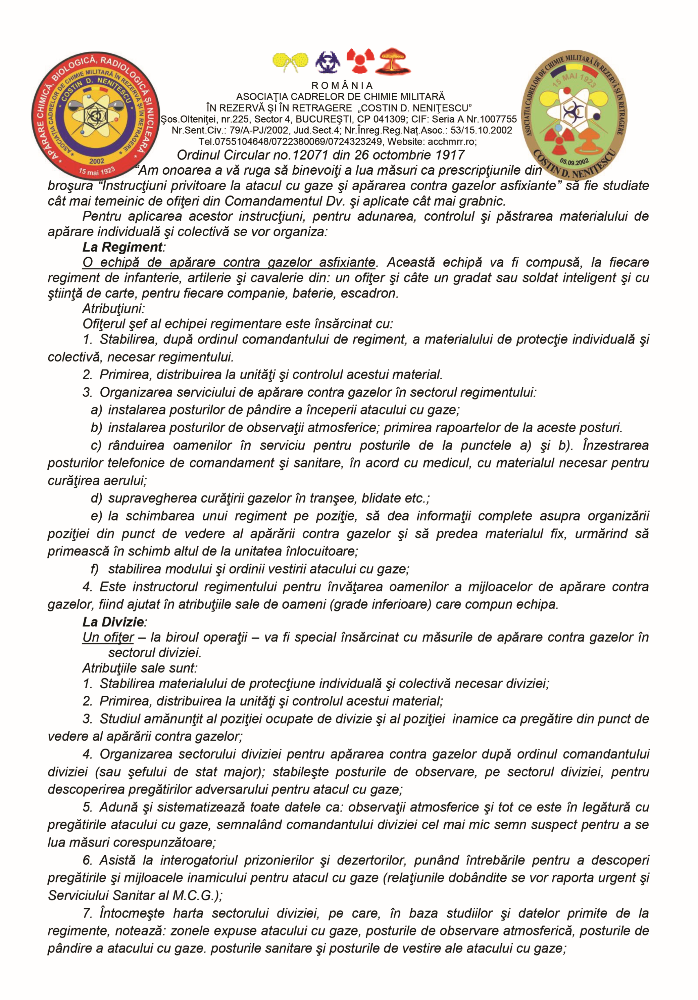 APĂRARE CHIMICĂ, BIOLOGICĂ, RADIOLOGICĂ ŞI NUCLEARĂ
ASOCIAŢIA CADRELOR DE CHIMIE MILITARĂ ÎN REZERVĂ ŞI ÎN RETRAGERE
COSTIN D. NENIŢESCU
2002
15 mai 1923
ROMÂNIA
ASOCIAŢIA CADRELOR DE CHIMIE MILITARĂ
ÎN REZERVĂ ŞI ÎN RETRAGERE „COSTIN D. NENIŢESCU”
Şos.Olteniţei, nr.225, Sector 4, BUCUREŞTI, CP 041309; CIF: Seria A Nr.1007755
Nr.Sent.Civ.: 79/A-PJ/2002, Jud.Sect.4; Nr.Înreg.Reg.Naț.Asoc.: 53/15.10.2002
Tel.0755104648/0722380069/0724323249, Website: acchmrr.ro;
ASOCIAŢIA CADRELOR DE CHIMIE MILITARĂ ÎN REZERVĂ ŞI ÎN RETRAGERE
15 MAI 1923
05.09.2002
COSTIN D. NENIŢESCU
Ordinul Circular no.12071 din 26 octombrie 1917
“Am onoarea a vă ruga să binevoiţi a lua măsuri ca prescripţiunile din
broşura “Instrucţiuni privitoare la atacul cu gaze şi apărarea contra gazelor asfixiante” să fie studiate
cât mai temeinic de ofiţeri din Comandamentul Dv. şi aplicate cât mai grabnic.
Pentru aplicarea acestor instrucţiuni, pentru adunarea, controlul şi păstrarea materialului de
apărare individuală şi colectivă se vor organiza:
La Regiment:
O echipă de apărare contra gazelor asfixiante. Această echipă va fi compusă, la fiecare
regiment de infanterie, artilerie şi cavalerie din: un ofiţer şi câte un gradat sau soldat inteligent şi cu
ştiinţă de carte, pentru fiecare companie, baterie, escadron.
Atribuţiuni:
Ofiţerul şef al echipei regimentare este însărcinat cu:
1. Stabilirea, după ordinul comandantului de regiment, a materialului de protecţie individuală şi
colectivă, necesar regimentului.
2. Primirea, distribuirea la unităţi şi controlul acestui material.
3. Organizarea serviciului de apărare contra gazelor în sectorul regimentului:
a) instalarea posturilor de pândire a începerii atacului cu gaze;
b) instalarea posturilor de observaţii atmosferice; primirea rapoartelor de la aceste posturi.
c) rânduirea oamenilor în serviciu pentru posturile de la punctele a) şi b). Înzestrarea
posturilor telefonice de comandament şi sanitare, în acord cu medicul, cu materialul necesar pentru
curăţirea aerului;
d) supravegherea curăţirii gazelor în tranşee, blidate etc.;
e) la schimbarea unui regiment pe poziţie, să dea informaţii complete asupra organizării
poziţiei din punct de vedere al apărării contra gazelor şi să predea materialul fix, urmărind să
primească în schimb altul de la unitatea înlocuitoare;
f) stabilirea modului şi ordinii vestirii atacului cu gaze;
4. Este instructorul regimentului pentru învăţarea oamenilor a mijloacelor de apărare contra
gazelor, fiind ajutat în atribuţiile sale de oameni (grade inferioare) care compun echipa.
La Divizie:
Un ofiţer – la biroul operaţii – va fi special însărcinat cu măsurile de apărare contra gazelor în
sectorul diviziei.
Atribuţiile sale sunt:
1. Stabilirea materialului de protecţiune individuală şi colectivă necesar diviziei;
2. Primirea, distribuirea la unităţi şi controlul acestui material;
3. Studiul amănunţit al poziţiei ocupate de divizie şi al poziţiei inamice ca pregătire din punct de
vedere al apărării contra gazelor;
4. Organizarea sectorului diviziei pentru apărarea contra gazelor după ordinul comandantului
diviziei (sau şefului de stat major); stabileşte posturile de observare, pe sectorul diviziei, pentru
descoperirea pregătirilor adversarului pentru atacul cu gaze;
5. Adună şi sistematizează toate datele ca: observaţii atmosferice şi tot ce este în legătură cu
pregătirile atacului cu gaze, semnalând comandantului diviziei cel mai mic semn suspect pentru a se
lua măsuri corespunzătoare;
6. Asistă la interogatoriul prizonierilor şi dezertorilor, punând întrebările pentru a descoperi
pregătirile şi mijloacele inamicului pentru atacul cu gaze (relaţiunile dobândite se vor raporta urgent şi
Serviciului Sanitar al M.C.G.);
7. Întocmeşte harta sectorului diviziei, pe care, în baza studiilor şi datelor primite de la
regimente, notează: zonele expuse atacului cu gaze, posturile de observare atmosferică, posturile de
pândire a atacului cu gaze. posturile sanitare şi posturile de vestire ale atacului cu gaze;